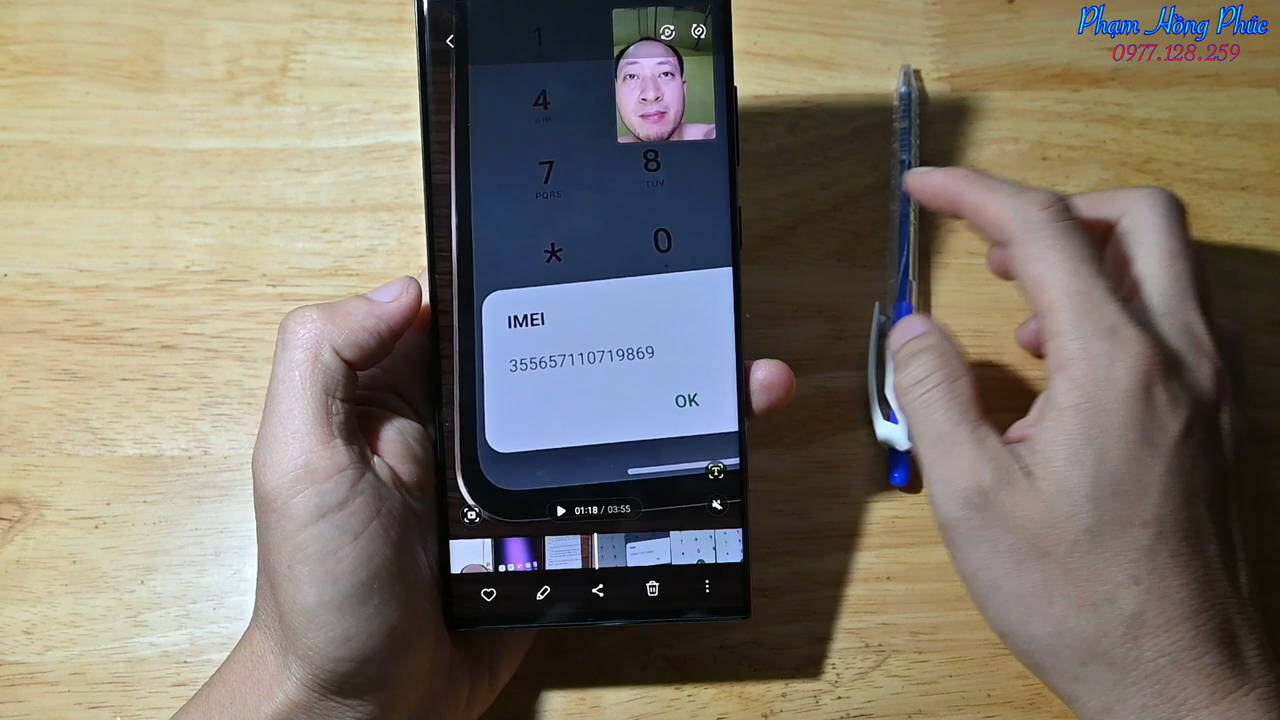 Phạm Hồng Phúc
0977.128.259
1
4
GHI
7
PQRS
8
TUV
*
0
IMEI
355657110719869
OK
T
01:18 / 03:55